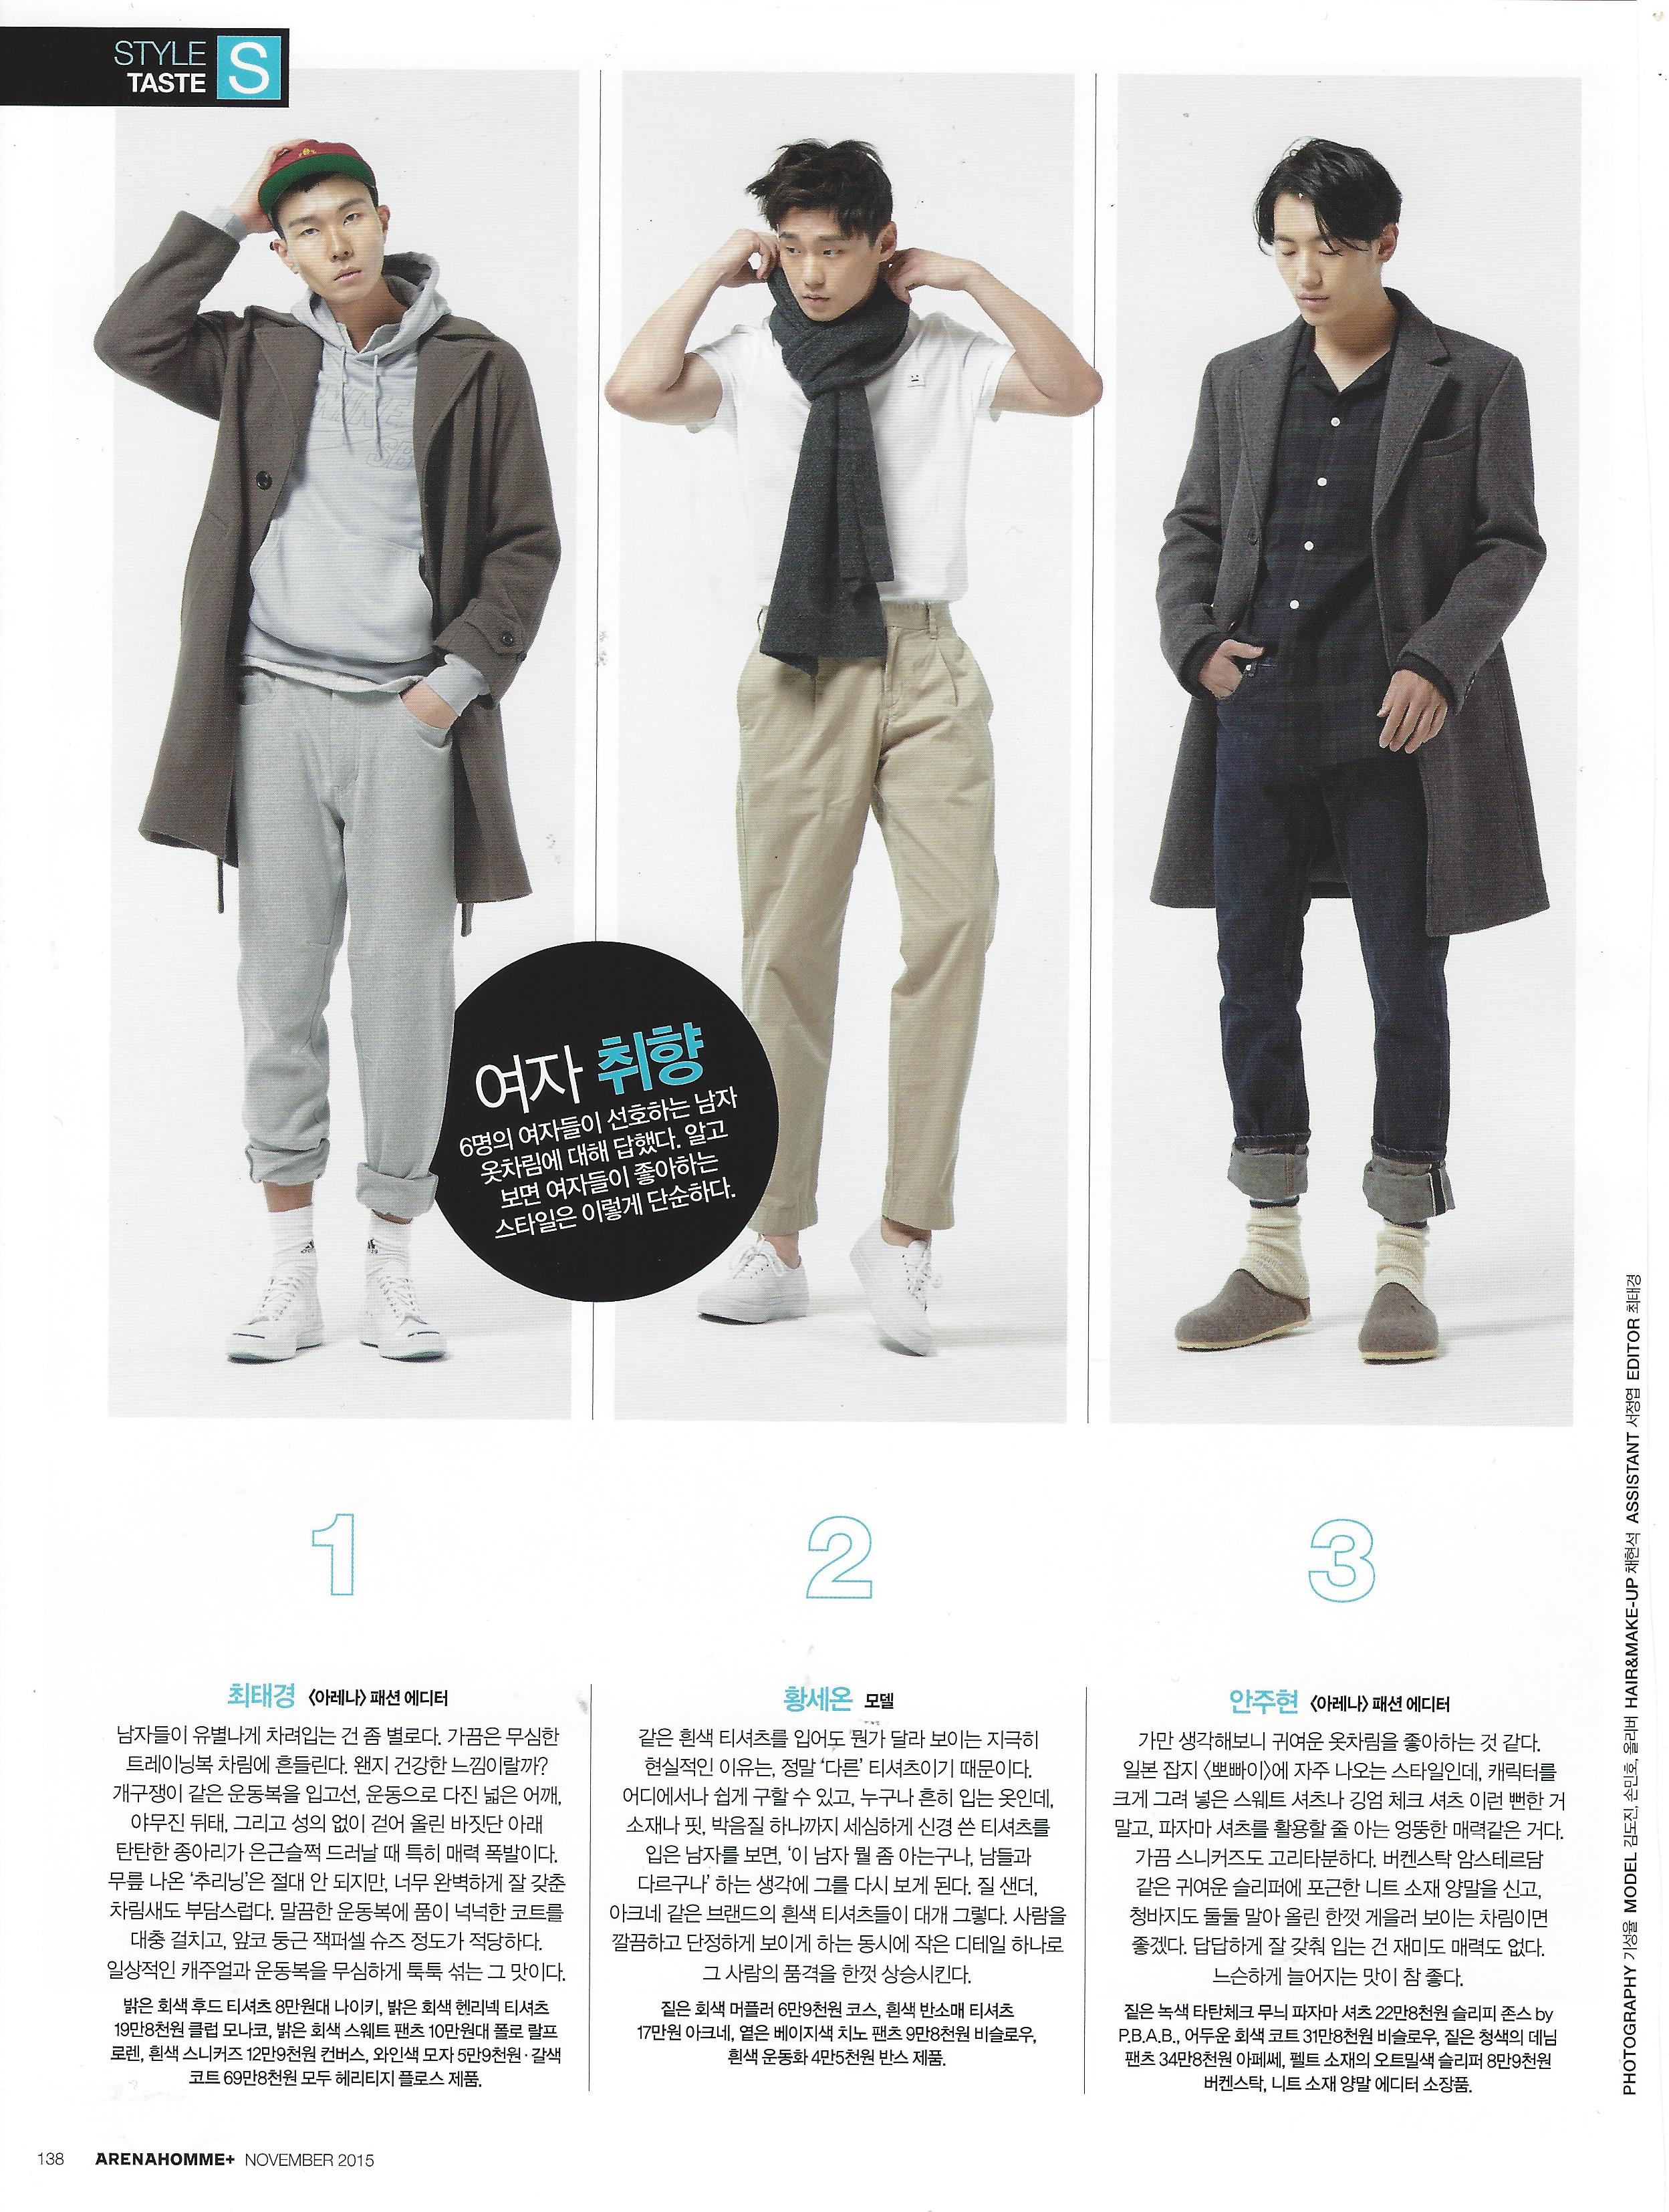 STYLE
TASTE
S
여자 취향
6명의 여자들이 선호하는 남자
옷차림에 대해 답했다. 알고
보면 여자들이 좋아하는
스타일은 이렇게 단순하다.
1
최태경 〈아레나〉 패션 에디터
남자들이 유별나게 차려입는 건 좀 별로다. 가끔은 무심한
트레이닝복 차림에 흔들린다. 왠지 건강한 느낌이랄까?
개구쟁이 같은 운동복을 입고선, 운동으로 다진 넓은 어깨,
야무진 뒤태, 그리고 성의 없이 걷어 올린 바짓단 아래
탄탄한 종아리가 은근슬쩍 드러날 때 특히 매력 폭발이다.
무릎 나온 ‘추리닝’은 절대 안 되지만, 너무 완벽하게 잘 갖춘
차림새도 부담스럽다. 말끔한 운동복에 품이 넉넉한 코트를
대충 걸치고, 앞코 둥근 잭퍼셀 슈즈 정도가 적당하다.
일상적인 캐주얼과 운동복을 무심하게 툭툭 섞는 그 맛이다.
밝은 회색 후드 티셔츠 8만원대 나이키, 밝은 회색 헨리넥 티셔츠
19만8천원 클럽 모나코, 밝은 회색 스웨트 팬츠 10만원대 폴로 랄프
로렌, 흰색 스니커즈 12만9천원 컨버스, 와인색 모자 5만9천원·갈색
코트 69만8천원 모두 헤리티지 플로스 제품.
2
황세온 모델
같은 흰색 티셔츠를 입어도 뭔가 달라 보이는 지극히
현실적인 이유는, 정말 ‘다른’ 티셔츠이기 때문이다.
어디에서나 쉽게 구할 수 있고, 누구나 흔히 입는 옷인데,
소재나 핏, 박음질 하나까지 세심하게 신경 쓴 티셔츠를
입은 남자를 보면, ‘이 남자 뭘 좀 아는구나, 남들과
다르구나’ 하는 생각에 그를 다시 보게 된다. 질 샌더,
아크네 같은 브랜드의 흰색 티셔츠들이 대개 그렇다. 사람을
깔끔하고 단정하게 보이게 하는 동시에 작은 디테일 하나로
그 사람의 품격을 한껏 상승시킨다.
짙은 회색 머플러 6만9천원 코스, 흰색 반소매 티셔츠
17만원 아크네, 옅은 베이지색 치노 팬츠 9만8천원 비슬로우,
흰색 운동화 4만5천원 반스 제품.
3
안주현 〈아레나〉 패션 에디터
가만 생각해보니 귀여운 옷차림을 좋아하는 것 같다.
일본 잡지 〈뽀빠이〉에 자주 나오는 스타일인데, 캐릭터를
크게 그려 넣은 스웨트 셔츠나 깅엄 체크 셔츠 이런 뻔한 거
말고, 파자마 셔츠를 활용할 줄 아는 엉뚱한 매력같은 거다.
가끔 스니커즈도 고리타분하다. 버켄스탁 암스테르담
같은 귀여운 슬리퍼에 포근한 니트 소재 양말을 신고,
청바지도 둘둘 말아 올린 한껏 게을러 보이는 차림이면
좋겠다. 답답하게 잘 갖춰 입는 건 재미도 매력도 없다.
느슨하게 늘어지는 맛이 참 좋다.
짙은 녹색 타탄체크 무늬 파자마 셔츠 22만8천원 슬리피 존스 by
P.B.A.B., 어두운 회색 코트 31만8천원 비슬로우, 짙은 청색의 데님
팬츠 34만8천원 아페쎄, 펠트 소재의 오트밀색 슬리퍼 8만9천원
버켄스탁, 니트 소재 양말 에디터 소장품.
PHOTOGRAPHY 기성율 MODEL 김도진, 손민호, 올리버 HAIR&MAKE-UP 채현석 ASSISTANT 서정엽 EDITOR 최태경
138 ARENAHOMME+ NOVEMBER 2015